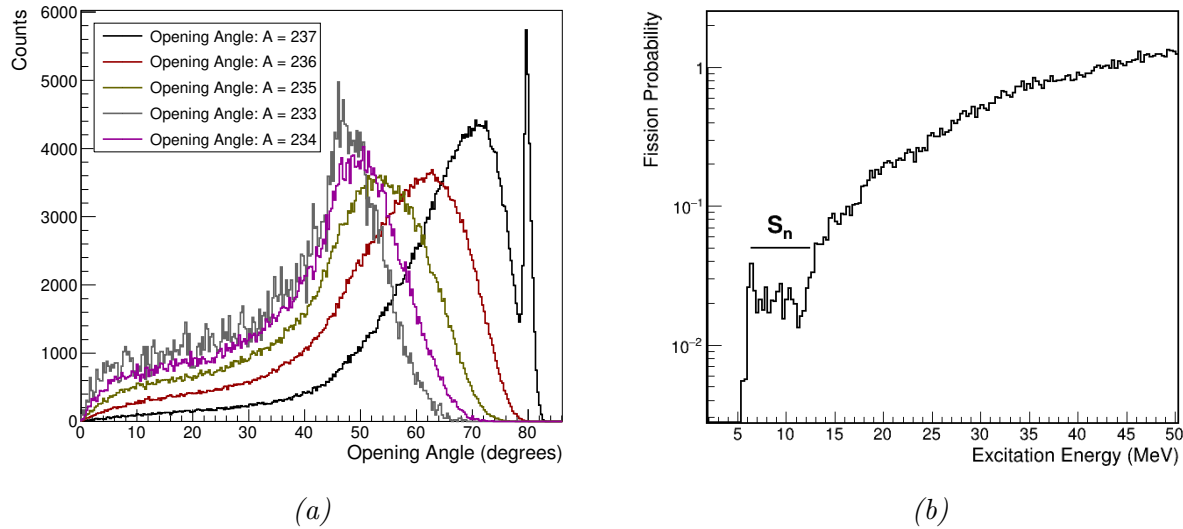 Counts
6000
5000
4000
3000
2000
1000
0
Opening Angle: A = 237
Opening Angle: A = 236
Opening Angle: A = 235
Opening Angle: A = 233
Opening Angle: A = 234
0 10 20 30 40 50 60 70 80
Opening Angle (degrees)
(a)
Fission Probability
1
10⁻¹
10⁻²
Sₙ
5 10 15 20 25 30 35 40 45 50
Excitation Energy (MeV)
(b)